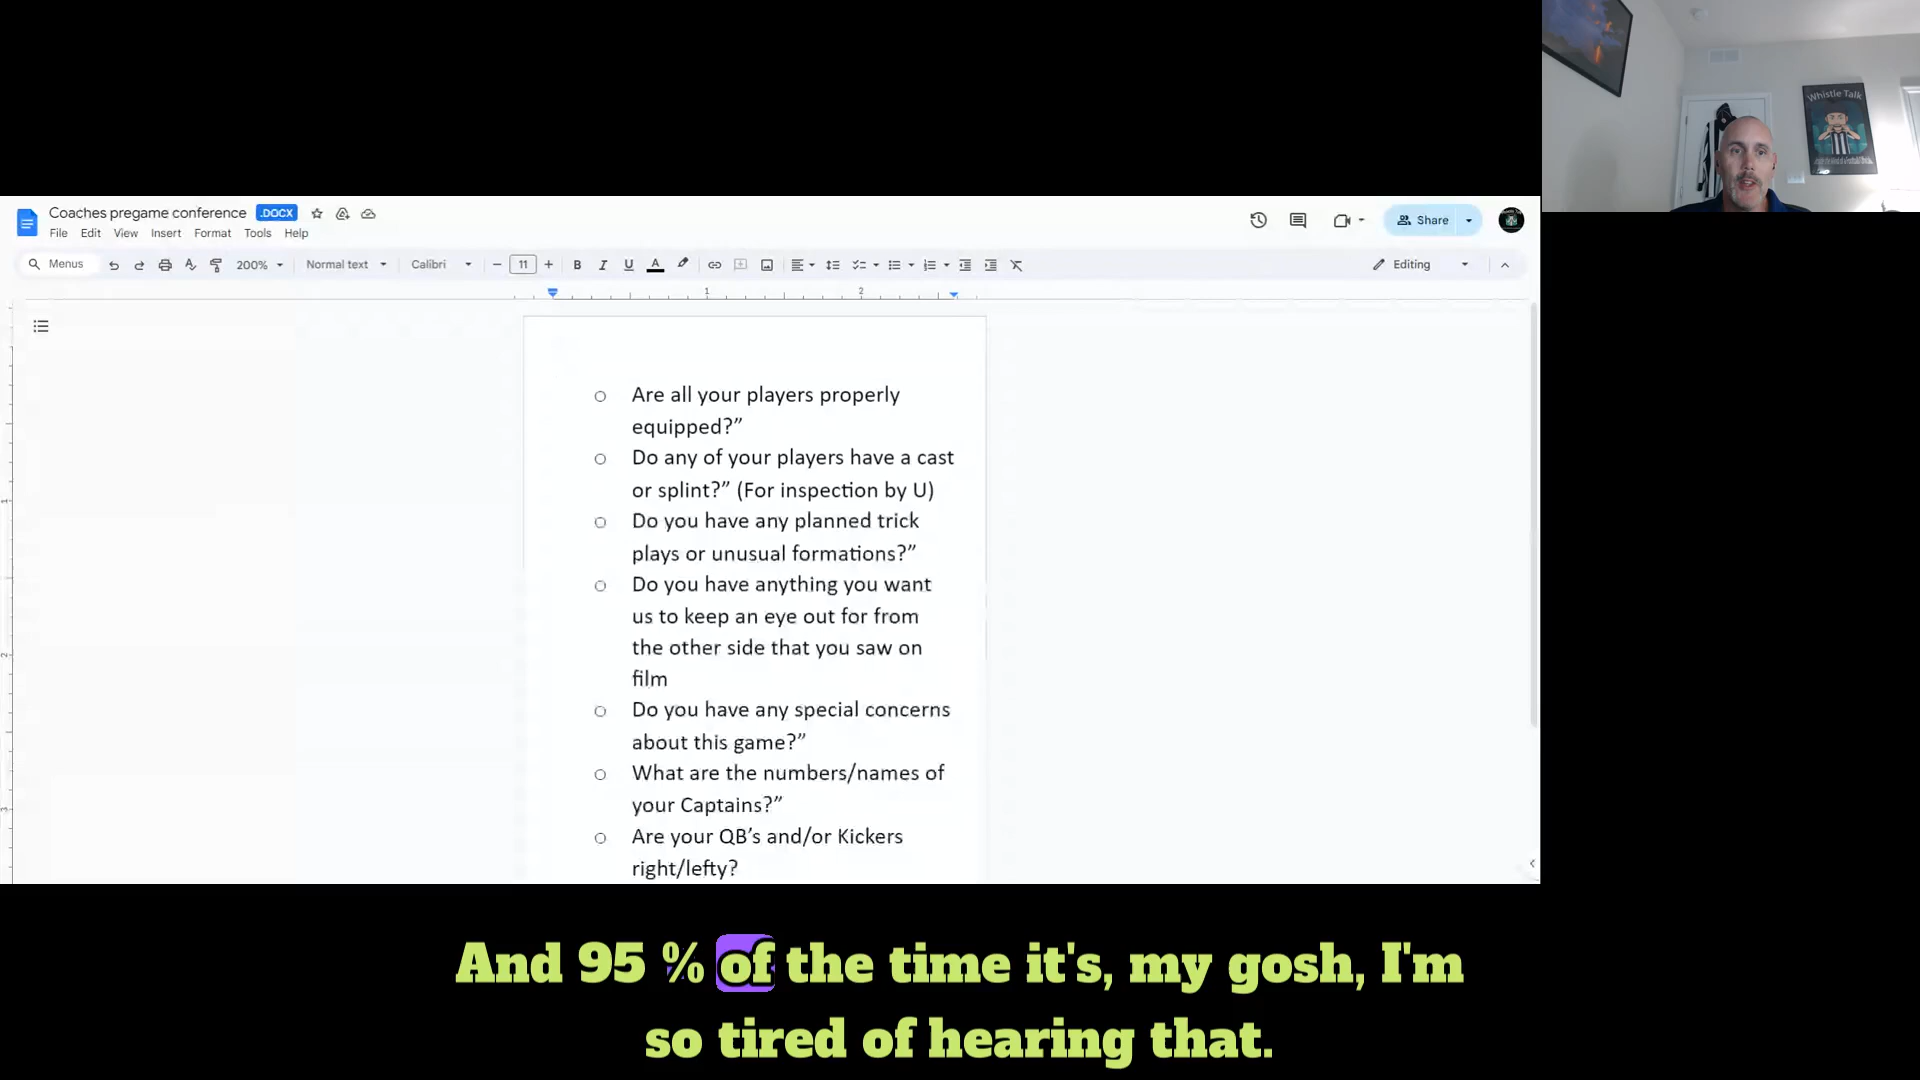 Whistle Talk
Coaches pregame conference .DOCX
File Edit View Insert Format Tools Help
Share
Menus 200% Normal text Calibri 11 B I U A Editing
1 2
Are all your players properly
equipped?”
Do any of your players have a cast
or splint?” (For inspection by U)
Do you have any planned trick
plays or unusual formations?”
Do you have anything you want
us to keep an eye out for from
the other side that you saw on
film
Do you have any special concerns
about this game?”
What are the numbers/names of
your Captains?”
Are your QB’s and/or Kickers
right/lefty?
1
2
3
And 95 % of the time it's, my gosh, I'm
so tired of hearing that.